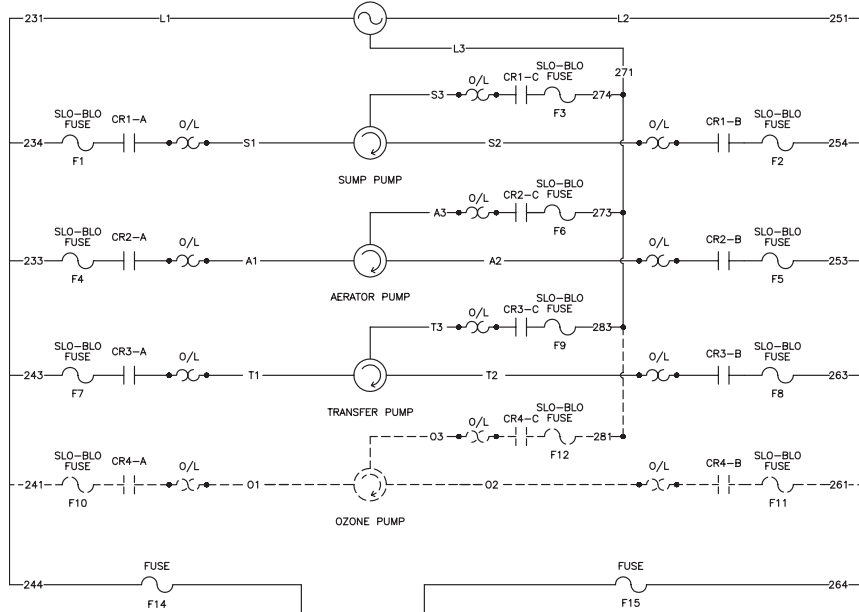 231 L1 L2 251
L3
271
SLO-BLO
FUSE
S3 O/L CR1-C F3 274
SLO-BLO
FUSE
F1
234 CR1-A O/L S1 S2 O/L CR1-B
SLO-BLO
FUSE
F2
254
SUMP PUMP
SLO-BLO
FUSE
A3 O/L CR2-C F6 273
SLO-BLO
FUSE
F4
233 CR2-A O/L A1 A2 O/L CR2-B
SLO-BLO
FUSE
F5
253
AERATOR PUMP
SLO-BLO
FUSE
T3 O/L CR3-C F9 283
SLO-BLO
FUSE
F7
243 CR3-A O/L T1 T2 O/L CR3-B
SLO-BLO
FUSE
F8
263
TRANSFER PUMP
SLO-BLO
FUSE
O3 O/L CR4-C F12 281
SLO-BLO
FUSE
F10
241 CR4-A O/L O1 O2 O/L CR4-B
SLO-BLO
FUSE
F11
261
OZONE PUMP
FUSE
244 F14
FUSE
F15 264